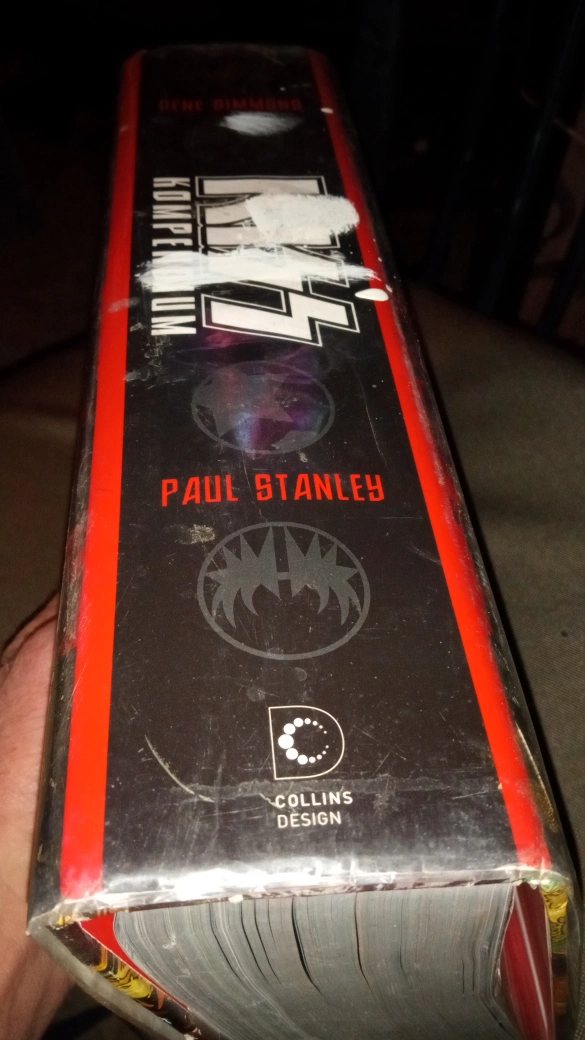 GENE SIMMONS
KISS
KOMPENDIUM
PAUL STANLEY
COLLINS
DESIGN